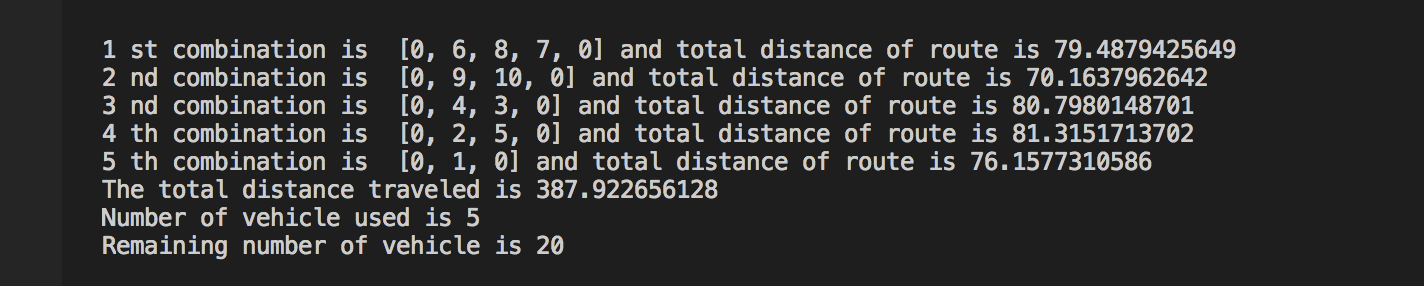 1 st combination is  [0, 6, 8, 7, 0] and total distance of route is 79.4879425649
2 nd combination is  [0, 9, 10, 0] and total distance of route is 70.1637962642
3 nd combination is  [0, 4, 3, 0] and total distance of route is 80.7980148701
4 th combination is  [0, 2, 5, 0] and total distance of route is 81.3151713702
5 th combination is  [0, 1, 0] and total distance of route is 76.1577310586
The total distance traveled is 387.922656128
Number of vehicle used is 5
Remaining number of vehicle is 20